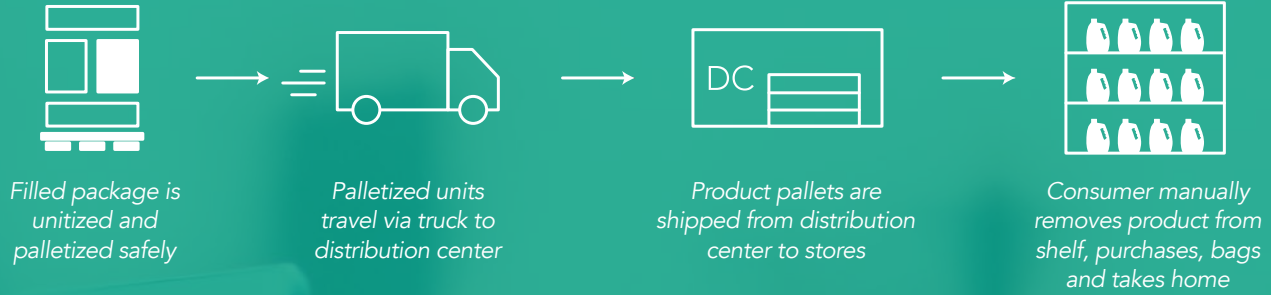 DC
Filled package is
unitized and
palletized safely
Palletized units
travel via truck to
distribution center
Product pallets are
shipped from distribution
center to stores
Consumer manually
removes product from
shelf, purchases, bags
and takes home